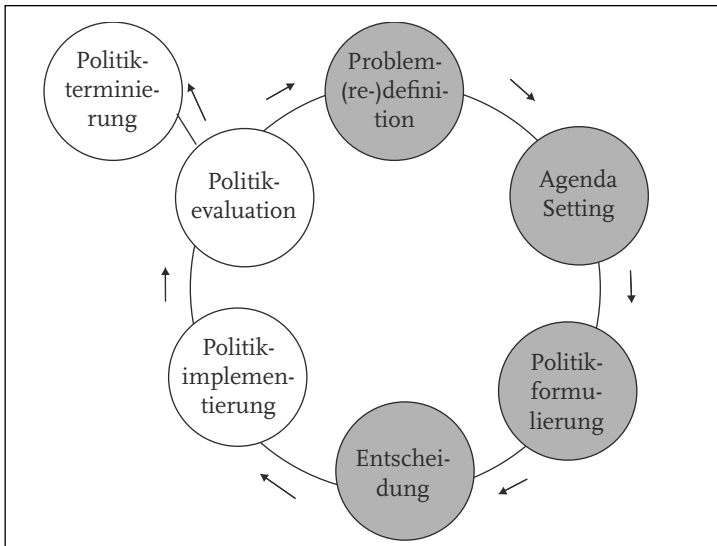 Politik-
terminie-
rung
Problem-
(re-)defini-
tion
Politik-
evaluation
Agenda
Setting
Politik-
implemen-
tierung
Politik-
formu-
lierung
Entschei-
dung